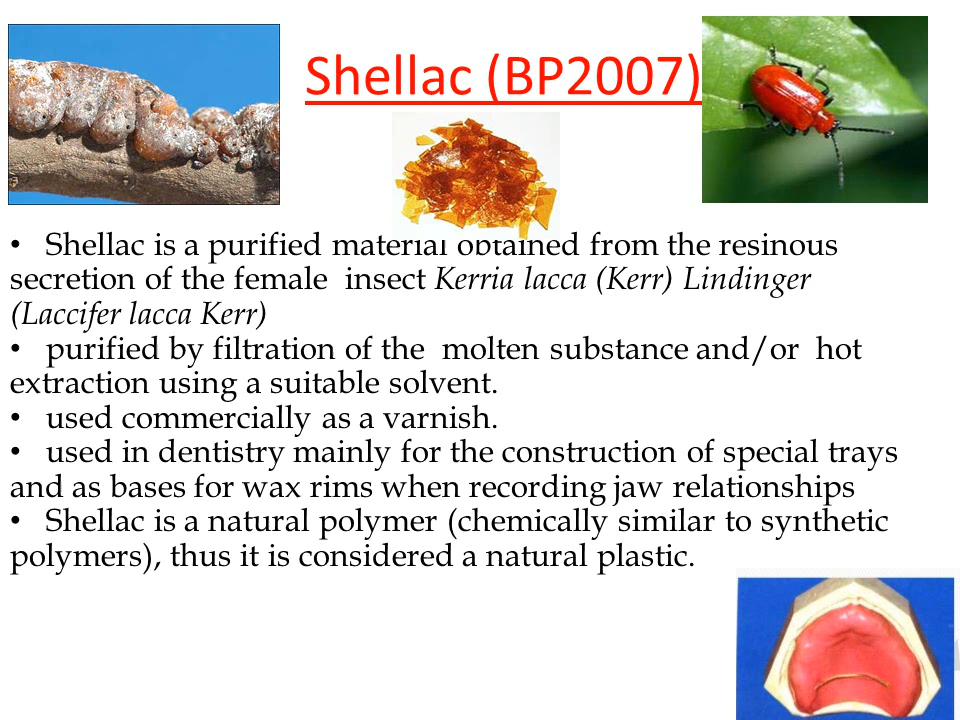 Shellac (BP2007)
• Shellac is a purified material obtained from the resinous
secretion of the female insect Kerria lacca (Kerr) Lindinger
(Laccifer lacca Kerr)
• purified by filtration of the molten substance and/or hot
extraction using a suitable solvent.
• used commercially as a varnish.
• used in dentistry mainly for the construction of special trays
and as bases for wax rims when recording jaw relationships
• Shellac is a natural polymer (chemically similar to synthetic
polymers), thus it is considered a natural plastic.